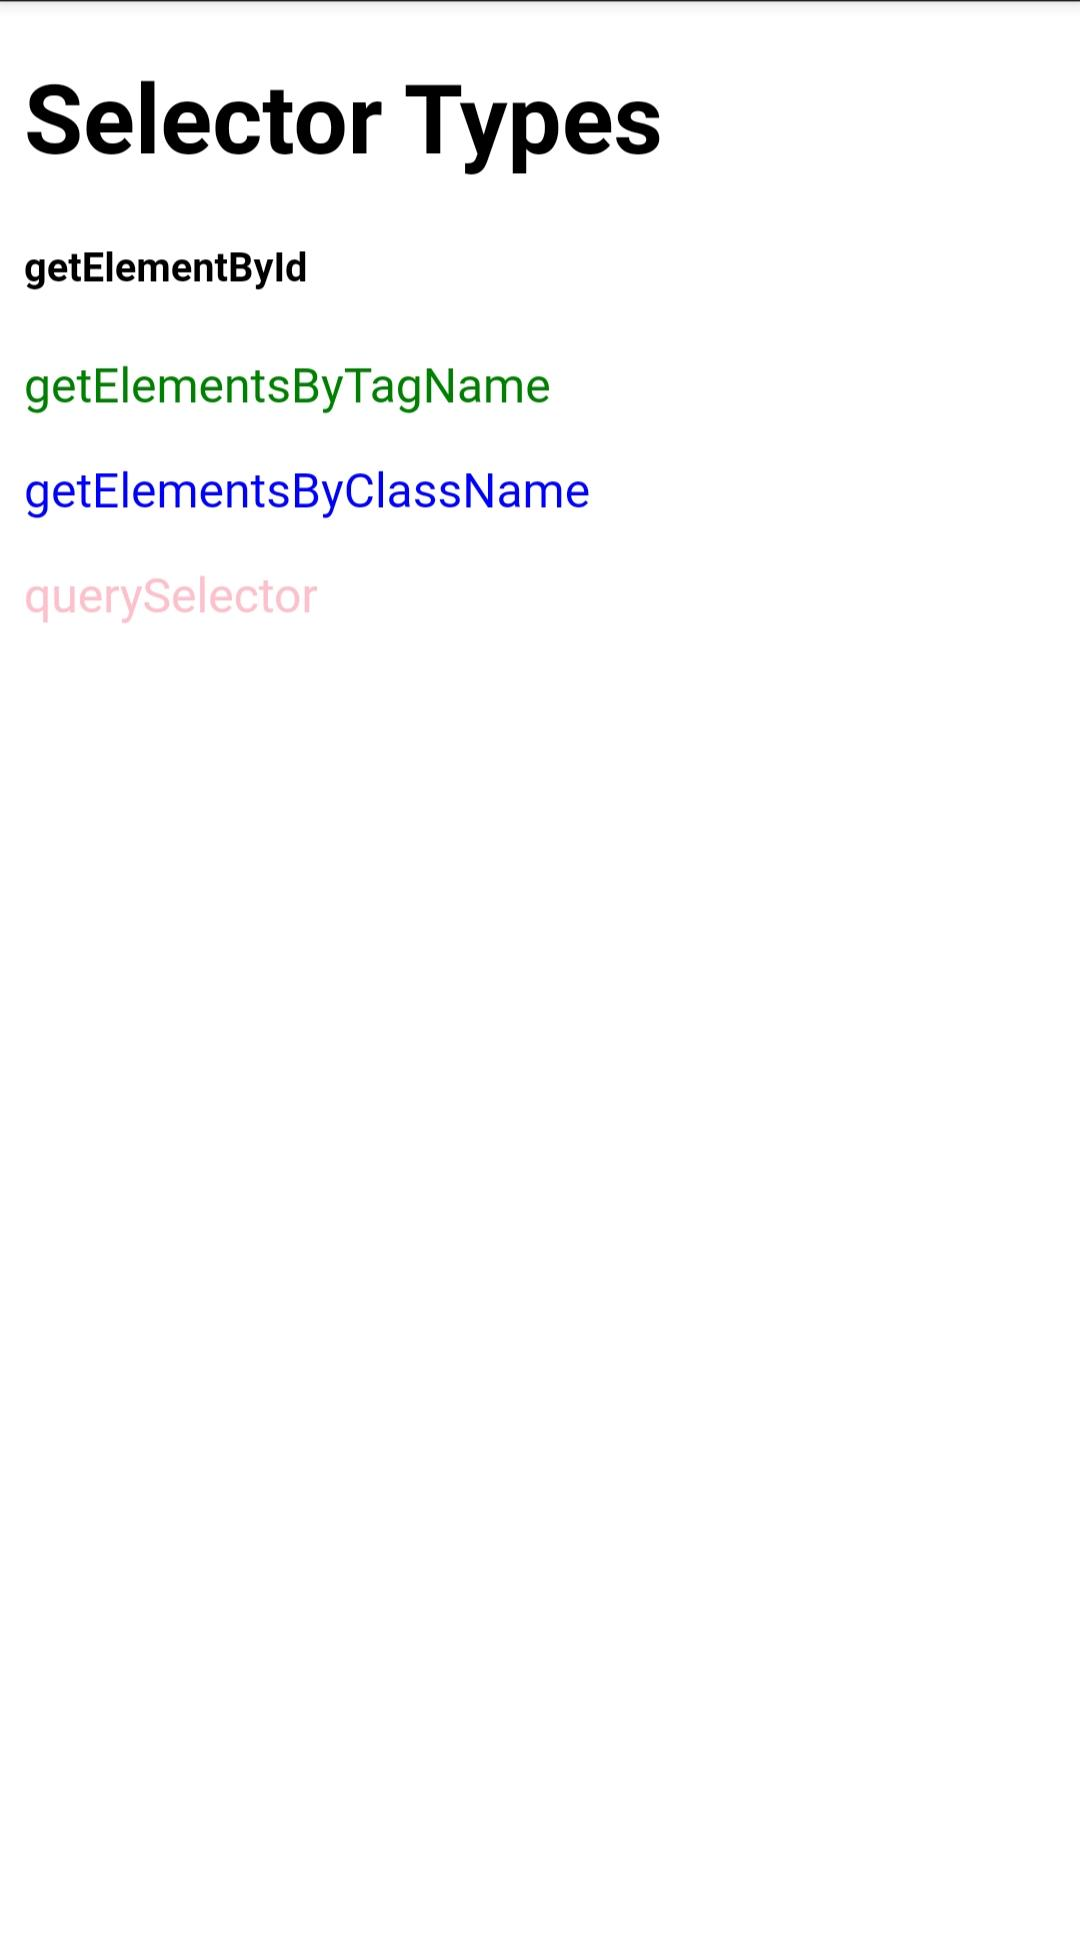 Selector Types
getElementById
getElementsByTagName
getElementsByClassName
querySelector